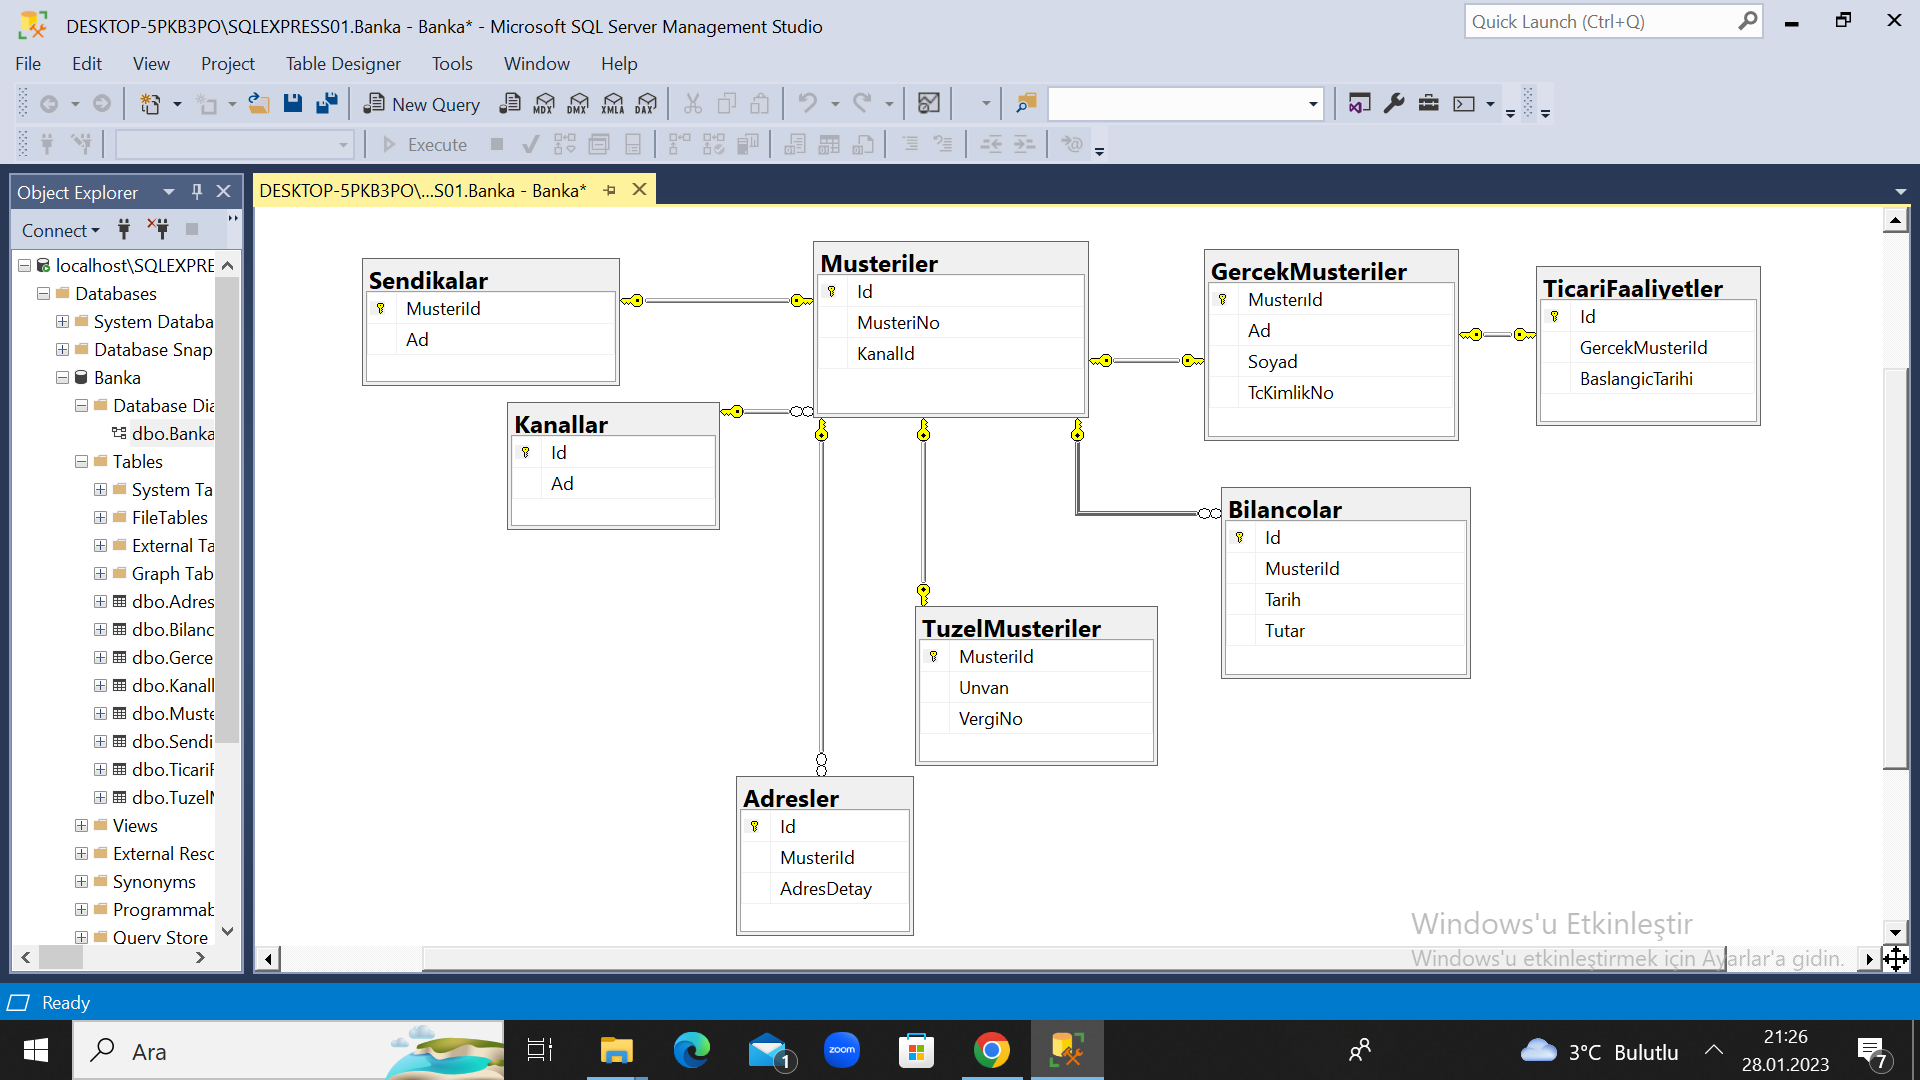 DESKTOP-5PKB3PO\SQLEXPRESS01.Banka - Banka* - Microsoft SQL Server Management Studio
Quick Launch (Ctrl+Q)
File Edit View Project Table Designer Tools Window Help
New Query
MDX DMX XMLA DAX
Execute
Object Explorer
DESKTOP-5PKB3PO\...S01.Banka - Banka*
Connect
localhost\SQLEXPRE
Databases
System Databa
Database Snap
Banka
Database Dia
dbo.Banka
Tables
System Ta
FileTables
External Ta
Graph Tab
dbo.Adres
dbo.Bilanc
dbo.Gerce
dbo.Kanall
dbo.Muste
dbo.Sendi
dbo.TicariF
dbo.TuzelM
Views
External Resc
Synonyms
Programmab
Query Store
Sendikalar
MusteriId
Ad
Musteriler
Id
MusteriNo
KanalId
GercekMusteriler
MusterıId
Ad
Soyad
TcKimlikNo
TicariFaaliyetler
Id
GercekMusteriId
BaslangicTarihi
Kanallar
Id
Ad
Bilancolar
Id
MusteriId
Tarih
Tutar
TuzelMusteriler
MusteriId
Unvan
VergiNo
Adresler
Id
MusteriId
AdresDetay
Windows'u Etkinleştir
Windows'u etkinleştirmek için Ayarlar'a gidin.
Ready
Ara
1
zoom
3°C Bulutlu
21:26
28.01.2023
7